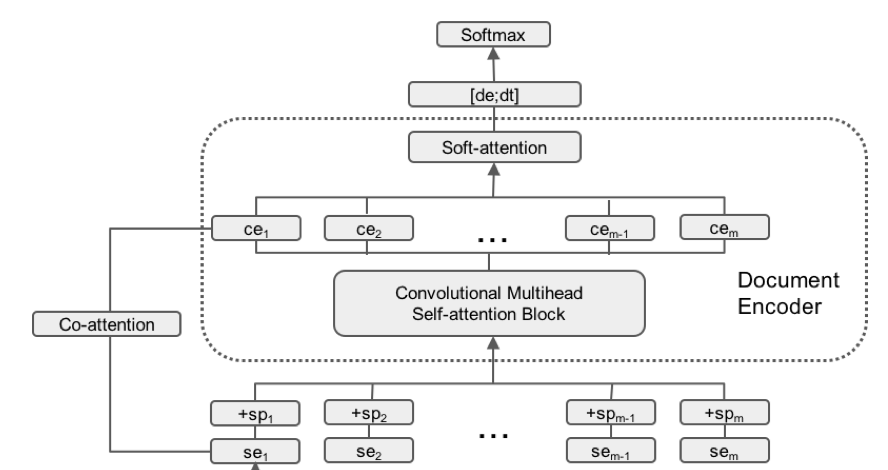 Softmax
[de;dt]
Soft-attention
ce₁ ce₂ ... ceₘ₋₁ ceₘ
Convolutional Multihead
Self-attention Block
Document
Encoder
Co-attention
+sp₁ +sp₂ +spₘ₋₁ +spₘ
...
se₁ se₂ seₘ₋₁ seₘ